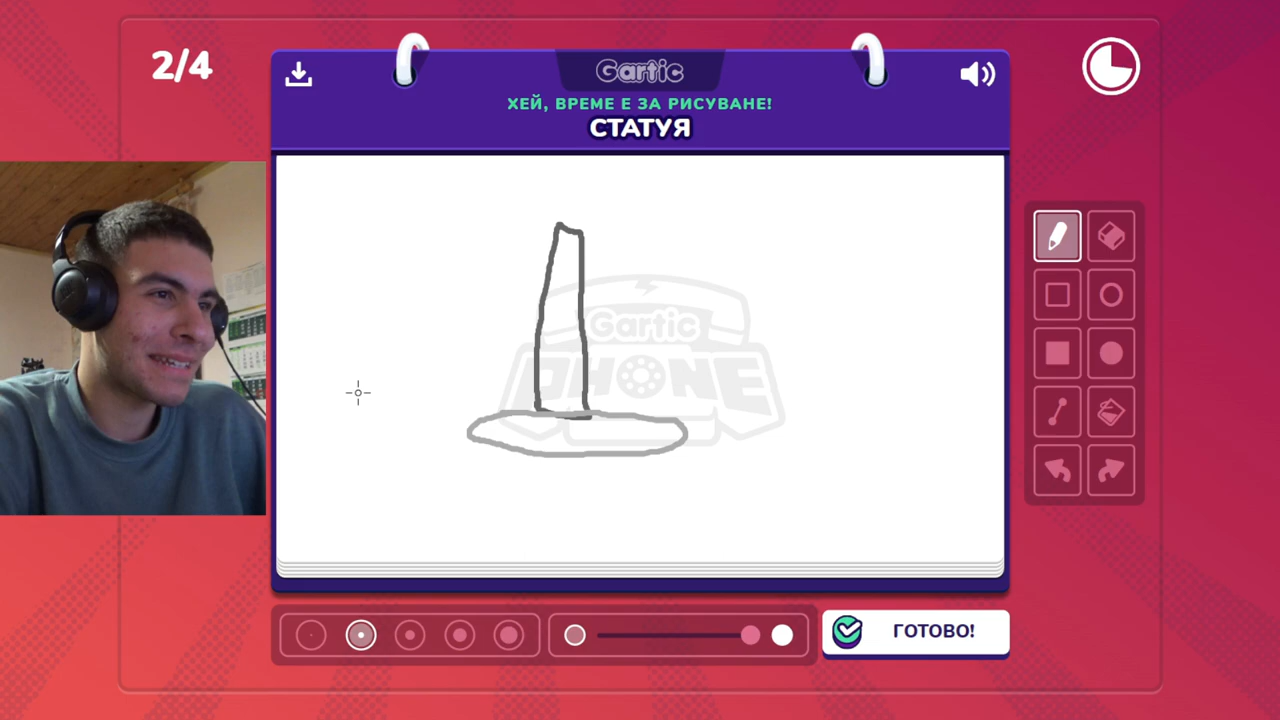 2/4
Gartic
ХЕЙ, ВРЕМЕ Е ЗА РИСУВАНЕ!
СТАТУЯ
Gartic
PHONE
ГОТОВО!